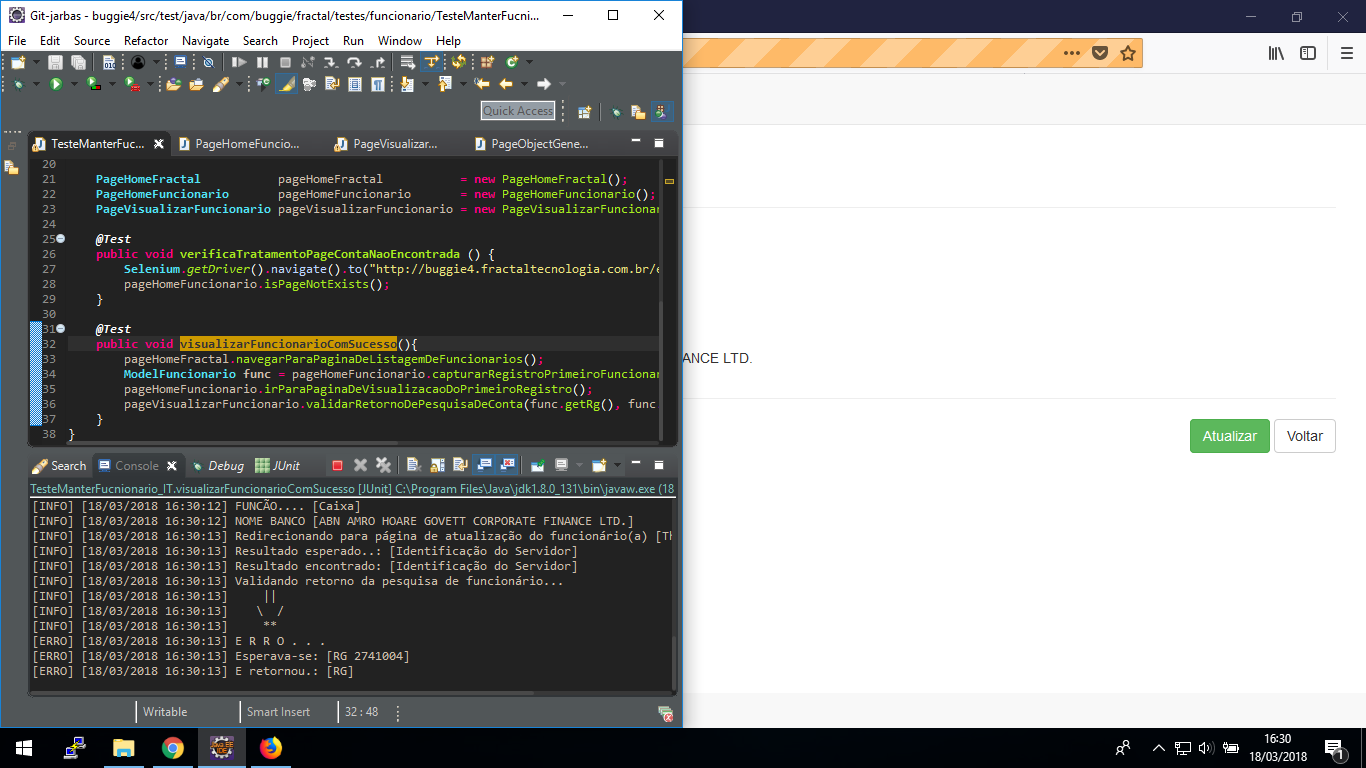 Git-jarbas - buggie4/src/test/java/br/com/buggie/fractal/testes/funcionario/TesteManterFucni...
File Edit Source Refactor Navigate Search Project Run Window Help
Quick Access
TesteManterFuc... PageHomeFuncio... PageVisualizar... PageObjectGene...
20
21 PageHomeFractal pageHomeFractal = new PageHomeFractal();
22 PageHomeFuncionario pageHomeFuncionario = new PageHomeFuncionario();
23 PageVisualizarFuncionario pageVisualizarFuncionario = new PageVisualizarFuncionar
24
25 @Test
26 public void verificaTratamentoPageContaNaoEncontrada () {
27 Selenium.getDriver().navigate().to("http://buggie4.fractaltecnologia.com.br/e
28 pageHomeFuncionario.isPageNotExists();
29 }
30
31 @Test
32 public void visualizarFuncionarioComSucesso(){
33 pageHomeFractal.navegarParaPaginaDeListagemDeFuncionarios();
34 ModelFuncionario func = pageHomeFuncionario.capturarRegistroPrimeiroFuncionar
35 pageHomeFuncionario.irParaPaginaDeVisualizacaoDoPrimeiroRegistro();
36 pageVisualizarFuncionario.validarRetornoDePesquisaDeConta(func.getRg(), func
37 }
38 }
Search Console Debug JUnit
TesteManterFucnionario_IT.visualizarFuncionarioComSucesso [JUnit] C:\Program Files\Java\jdk1.8.0_131\bin\javaw.exe (18
[INFO] [18/03/2018 16:30:12] FUNCÃO.... [Caixa]
[INFO] [18/03/2018 16:30:12] NOME BANCO [ABN AMRO HOARE GOVETT CORPORATE FINANCE LTD.]
[INFO] [18/03/2018 16:30:13] Redirecionando para página de atualização do funcionário(a) [Th
[INFO] [18/03/2018 16:30:13] Resultado esperado..: [Identificação do Servidor]
[INFO] [18/03/2018 16:30:13] Resultado encontrado: [Identificação do Servidor]
[INFO] [18/03/2018 16:30:13] Validando retorno da pesquisa de funcionário...
[INFO] [18/03/2018 16:30:13] ||
[INFO] [18/03/2018 16:30:13] \ /
[INFO] [18/03/2018 16:30:13] **
[ERRO] [18/03/2018 16:30:13] E R R O . . .
[ERRO] [18/03/2018 16:30:13] Esperava-se: [RG 2741004]
[ERRO] [18/03/2018 16:30:13] E retornou.: [RG]
Writable Smart Insert 32 : 48
ANCE LTD.
Atualizar Voltar
16:30
18/03/2018
1